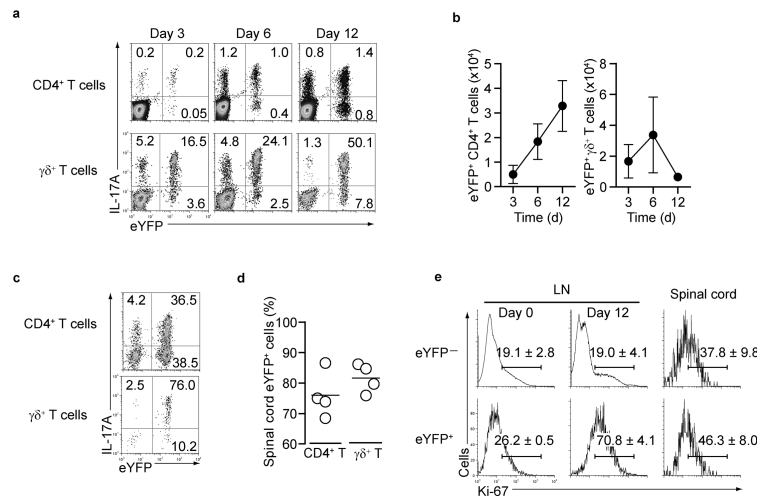 a
Day 3 Day 6 Day 12
CD4⁺ T cells
0.2 0.2 1.2 1.0 0.8 1.4
0.05 0.4 0.8
γδ⁺ T cells
5.2 16.5 4.8 24.1 1.3 50.1
3.6 2.5 7.8
IL-17A
eYFP
b
eYFP⁺ CD4⁺ T cells (x10⁴)
5
4
3
2
1
0
3 6 12
Time (d)
eYFP⁺ γδ⁺ T cells (x10⁴)
8
6
4
2
0
3 6 12
Time (d)
c
CD4⁺ T cells
4.2 36.5
38.5
γδ⁺ T cells
2.5 76.0
10.2
IL-17A
eYFP
d
Spinal cord eYFP⁺ cells (%)
100
90
80
70
60
CD4⁺ T γδ⁺ T
e
LN
Day 0 Day 12 Spinal cord
eYFP—
19.1 ± 2.8 19.0 ± 4.1 37.8 ± 9.8
eYFP⁺
26.2 ± 0.5 70.8 ± 4.1 46.3 ± 8.0
Cells
Ki-67